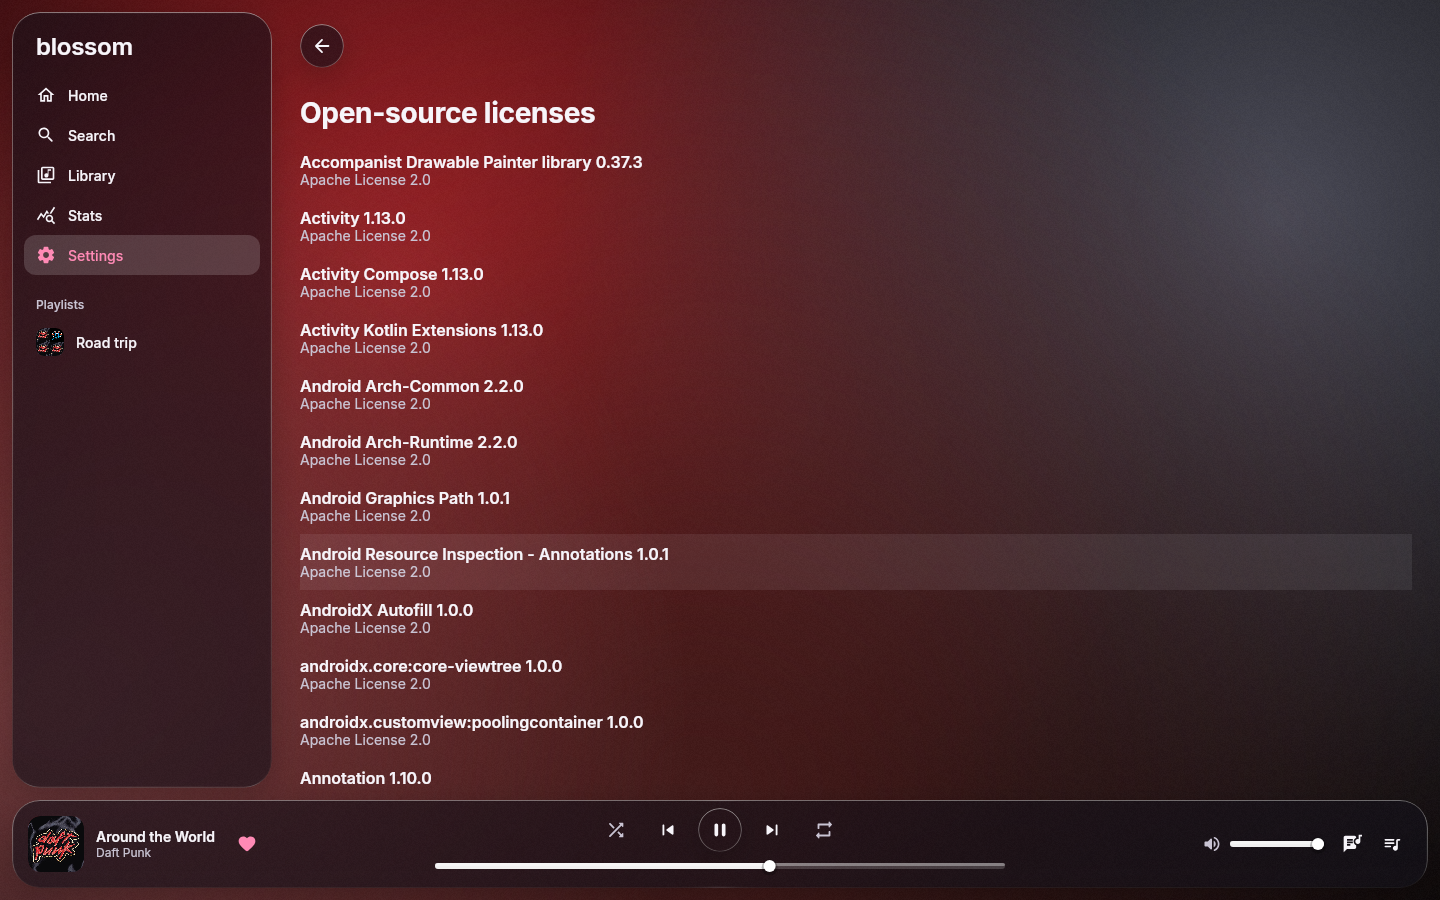 blossom
Home
Search
Library
Stats
Settings
Playlists
Road trip
Open-source licenses
Accompanist Drawable Painter library 0.37.3
Apache License 2.0
Activity 1.13.0
Apache License 2.0
Activity Compose 1.13.0
Apache License 2.0
Activity Kotlin Extensions 1.13.0
Apache License 2.0
Android Arch-Common 2.2.0
Apache License 2.0
Android Arch-Runtime 2.2.0
Apache License 2.0
Android Graphics Path 1.0.1
Apache License 2.0
Android Resource Inspection - Annotations 1.0.1
Apache License 2.0
AndroidX Autofill 1.0.0
Apache License 2.0
androidx.core:core-viewtree 1.0.0
Apache License 2.0
androidx.customview:poolingcontainer 1.0.0
Apache License 2.0
Annotation 1.10.0
daft
punk
Around the World
Daft Punk